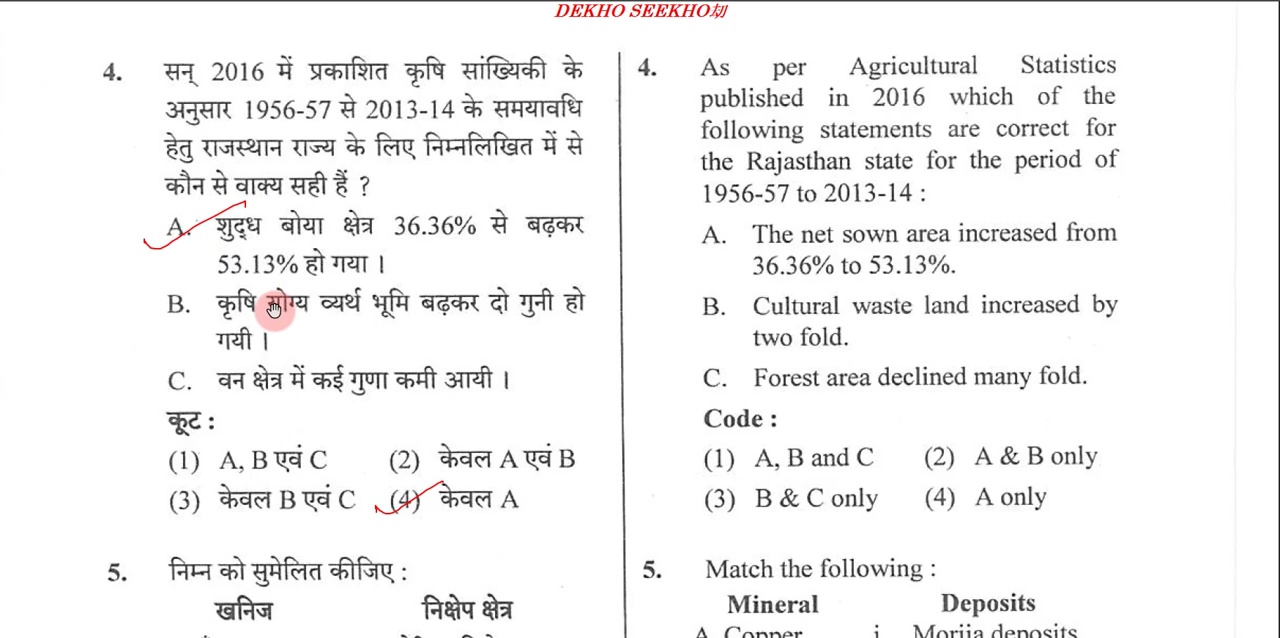 DEKHO SEEKHO
4. सन् 2016 में प्रकाशित कृषि सांख्यिकी के
अनुसार 1956-57 से 2013-14 के समयावधि
हेतु राजस्थान राज्य के लिए निम्नलिखित में से
कौन से वाक्य सही हैं ?
A. शुद्ध बोया क्षेत्र 36.36% से बढ़कर
53.13% हो गया ।
B. कृषि योग्य व्यर्थ भूमि बढ़कर दो गुनी हो
गयी ।
C. वन क्षेत्र में कई गुणा कमी आयी ।
कूट :
(1) A, B एवं C (2) केवल A एवं B
(3) केवल B एवं C (4) केवल A
5. निम्न को सुमेलित कीजिए :
खनिज निक्षेप क्षेत्र
4. As per Agricultural Statistics
published in 2016 which of the
following statements are correct for
the Rajasthan state for the period of
1956-57 to 2013-14 :
A. The net sown area increased from
36.36% to 53.13%.
B. Cultural waste land increased by
two fold.
C. Forest area declined many fold.
Code :
(1) A, B and C (2) A & B only
(3) B & C only (4) A only
5. Match the following :
Mineral Deposits
A. Copper i. Morija deposits